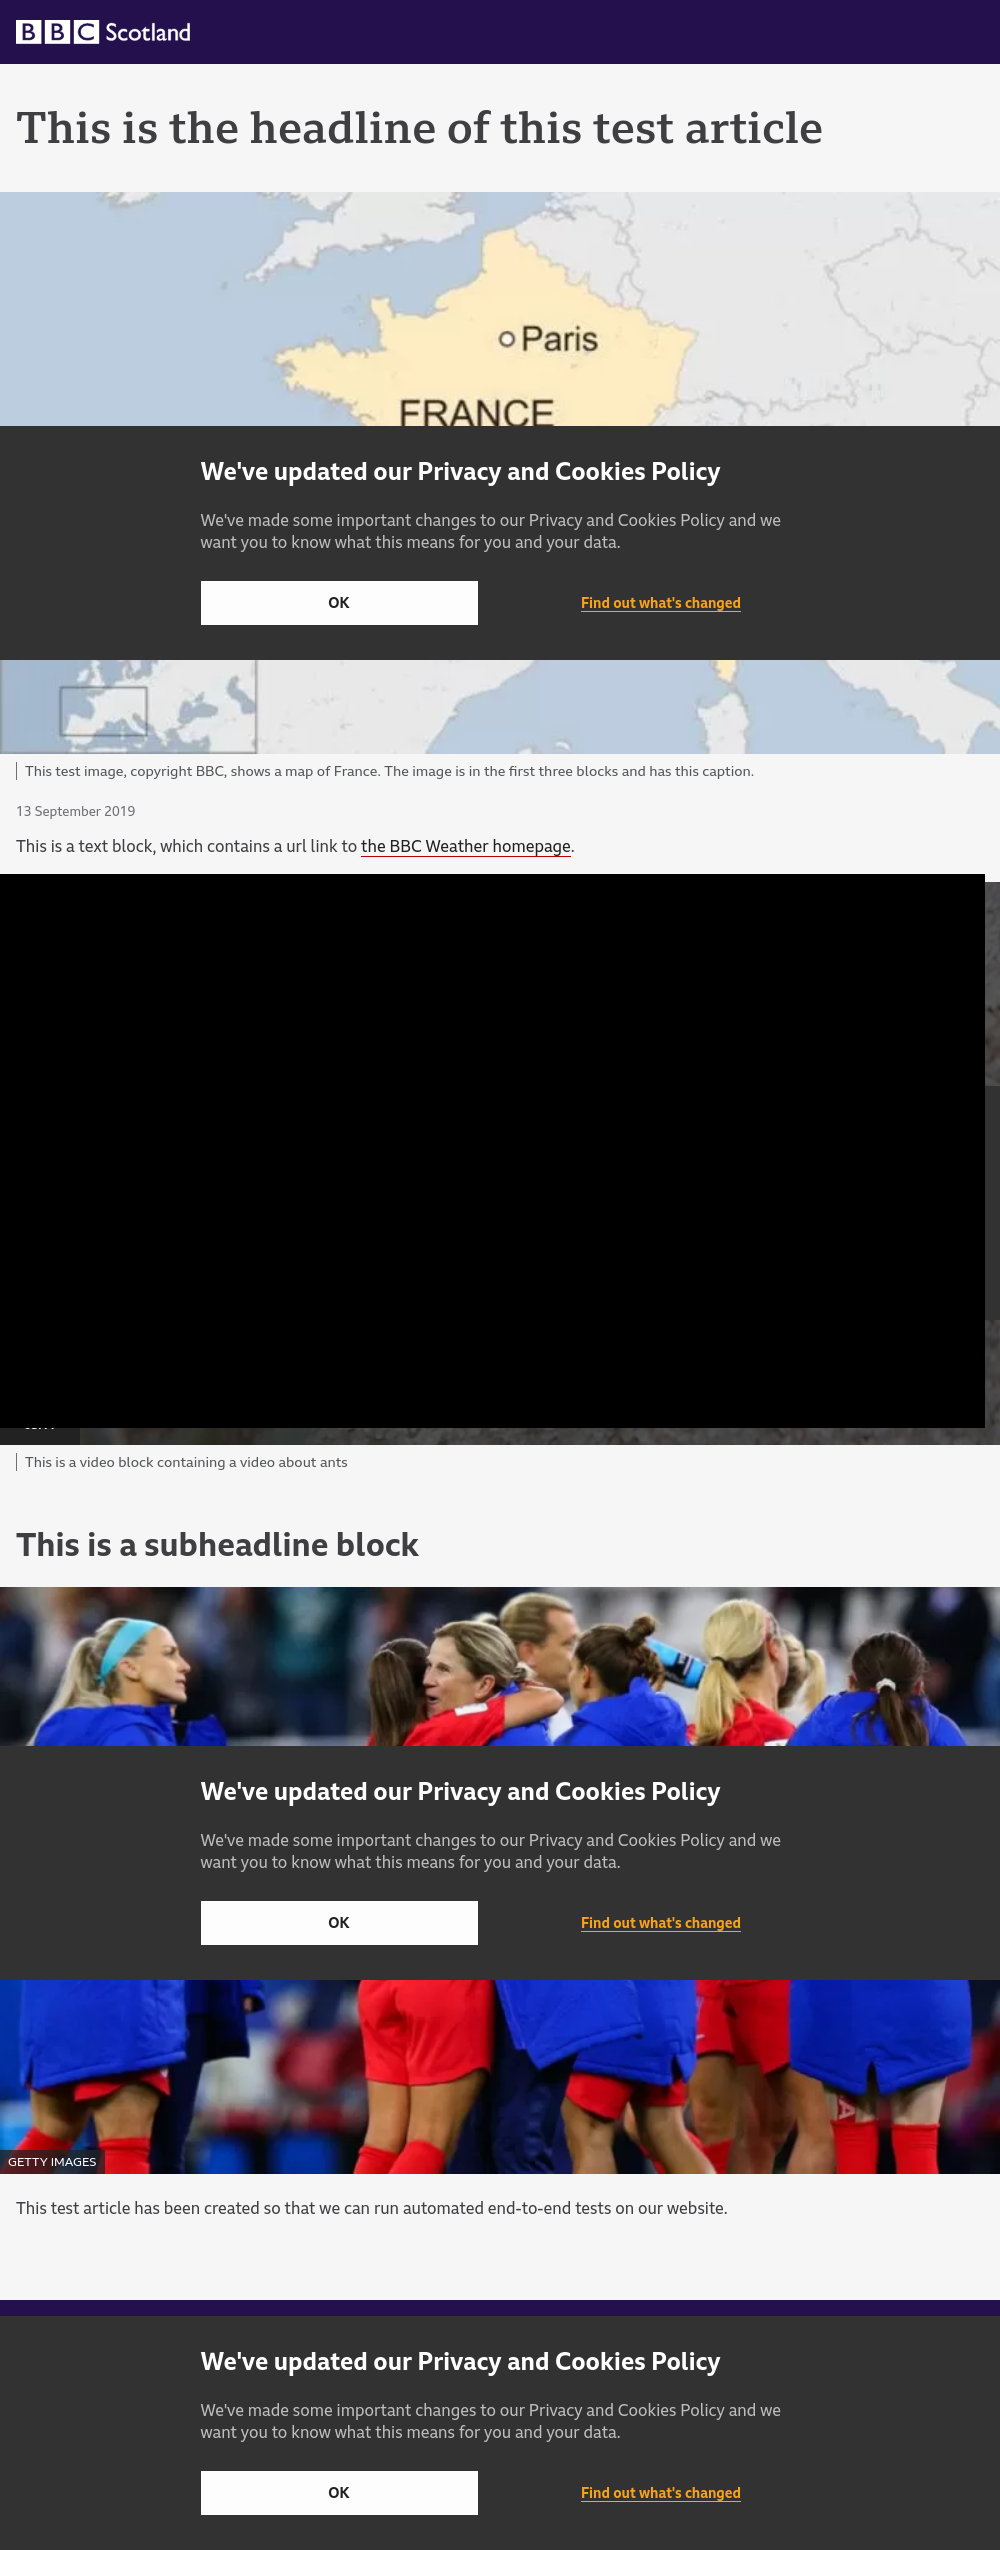 BBC Scotland
This is the headline of this test article
Paris
FRANCE
We've updated our Privacy and Cookies Policy
We've made some important changes to our Privacy and Cookies Policy and we
want you to know what this means for you and your data.
OK
Find out what's changed
This test image, copyright BBC, shows a map of France. The image is in the first three blocks and has this caption.
13 September 2019
This is a text block, which contains a url link to the BBC Weather homepage.
This is a video block containing a video about ants
This is a subheadline block
We've updated our Privacy and Cookies Policy
We've made some important changes to our Privacy and Cookies Policy and we
want you to know what this means for you and your data.
OK
Find out what's changed
GETTY IMAGES
This test article has been created so that we can run automated end-to-end tests on our website.
We've updated our Privacy and Cookies Policy
We've made some important changes to our Privacy and Cookies Policy and we
want you to know what this means for you and your data.
OK
Find out what's changed